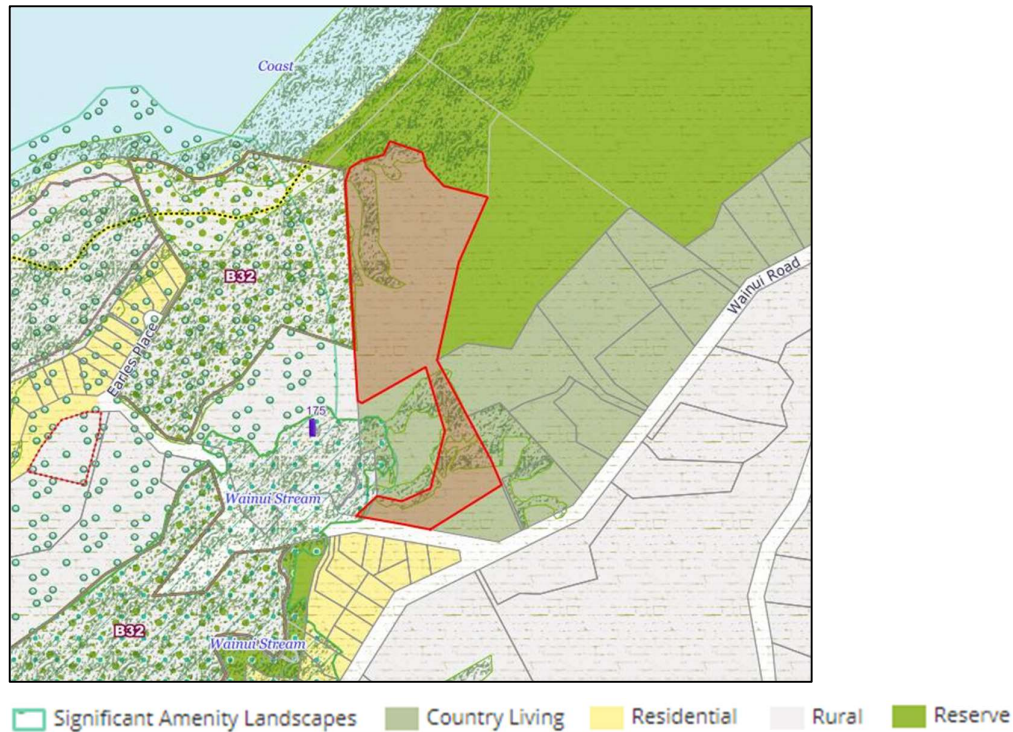 Coast
B32
Wainui Road
Earles Place
175
Wainui Stream
B32
Wainui Stream
Significant Amenity Landscapes Country Living Residential Rural Reserve